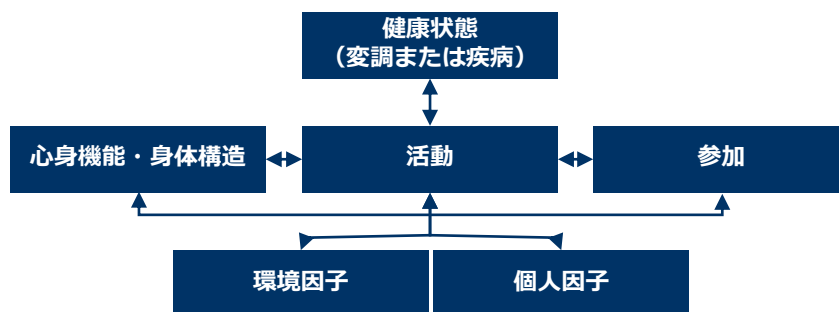 健康状態
（変調または疾病）
心身機能・身体構造
活動
参加
環境因子
個人因子